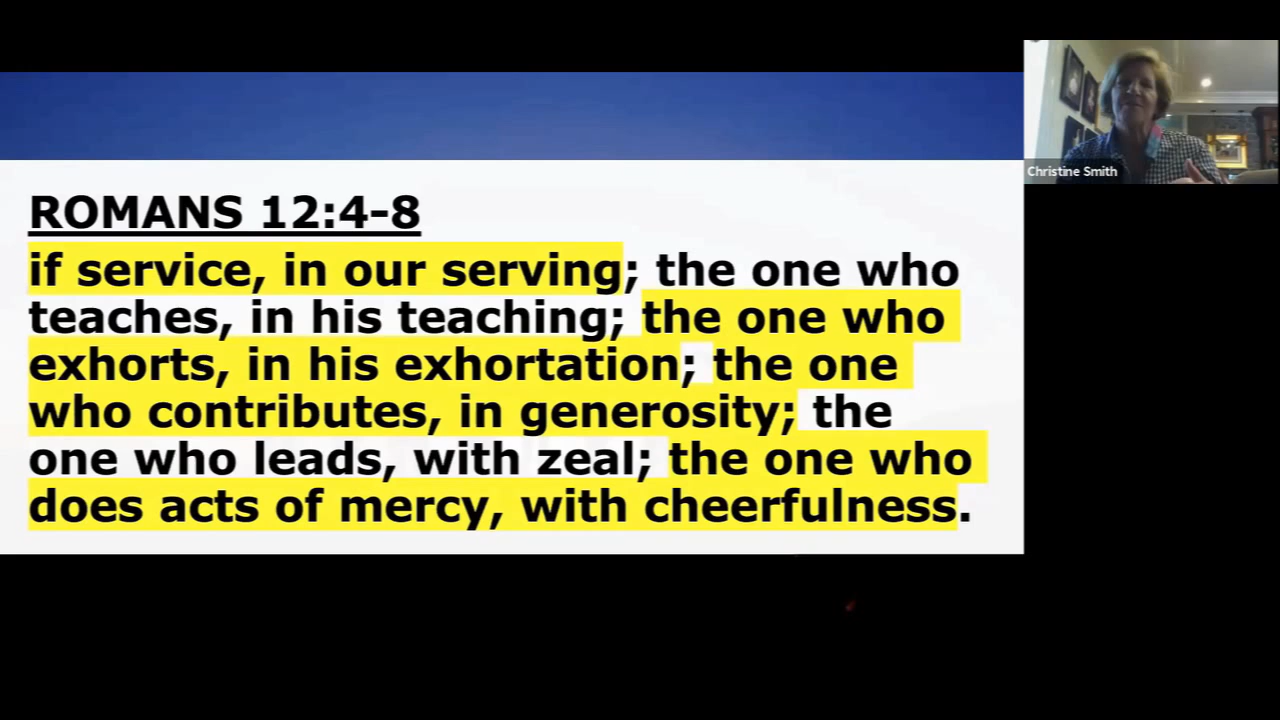 ROMANS 12:4-8
if service, in our serving; the one who
teaches, in his teaching; the one who
exhorts, in his exhortation; the one
who contributes, in generosity; the
one who leads, with zeal; the one who
does acts of mercy, with cheerfulness.
Christine Smith